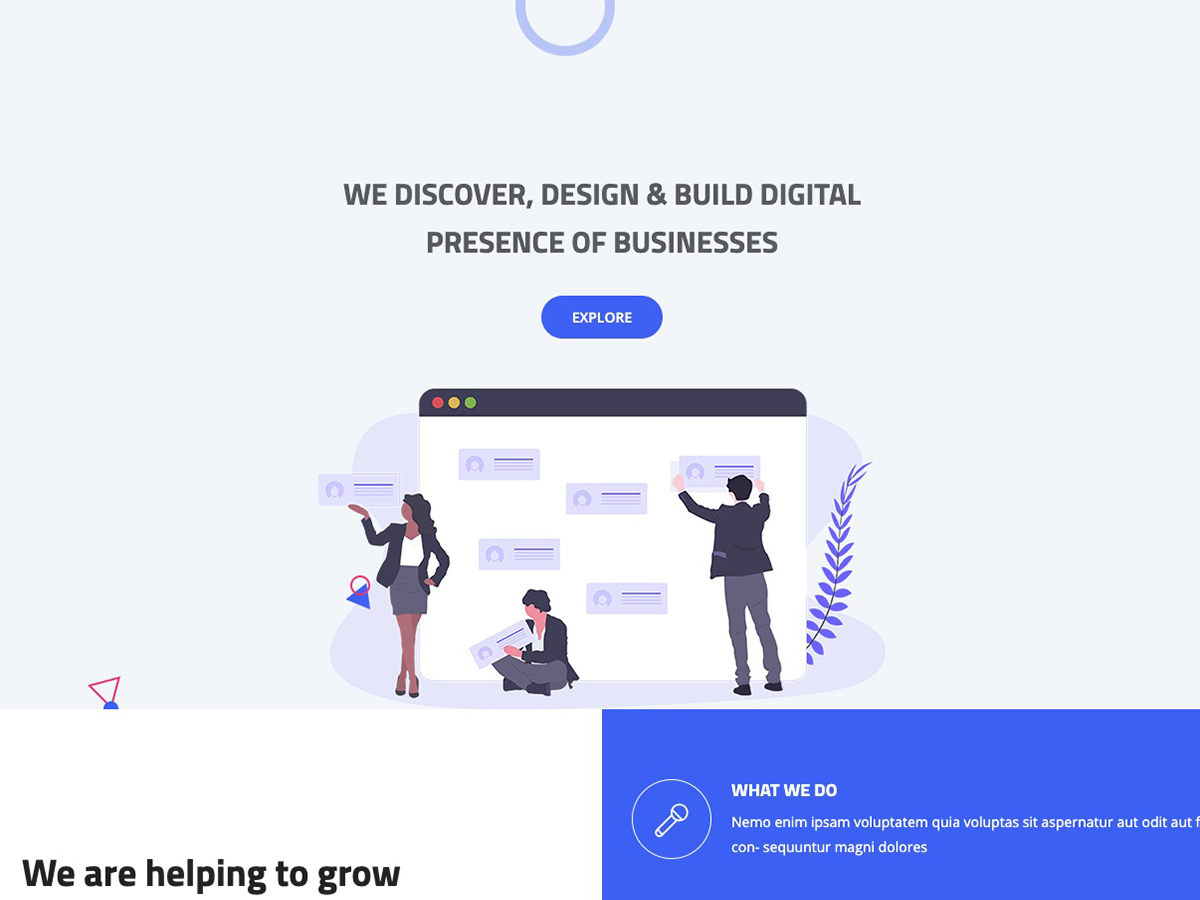 WE DISCOVER, DESIGN & BUILD DIGITAL
PRESENCE OF BUSINESSES
EXPLORE
We are helping to grow
WHAT WE DO
Nemo enim ipsam voluptatem quia voluptas sit aspernatur aut odit aut
con- sequuntur magni dolores